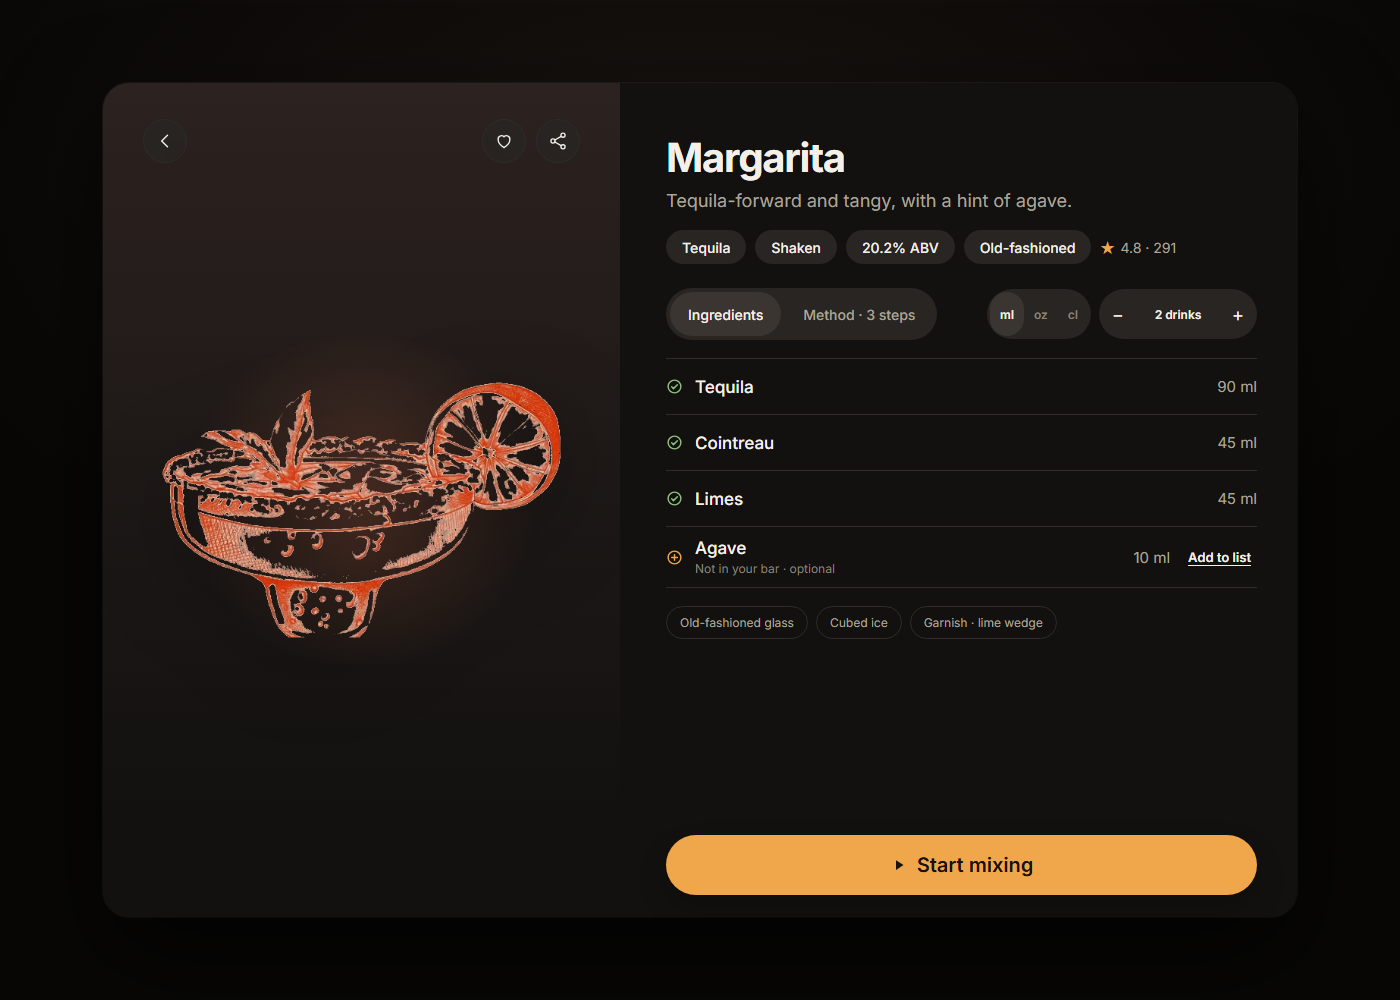 Margarita
Tequila-forward and tangy, with a hint of agave.
Tequila Shaken 20.2% ABV Old-fashioned ★ 4.8 · 291
Ingredients Method · 3 steps ml oz cl − 2 drinks +
Tequila 90 ml
Cointreau 45 ml
Limes 45 ml
Agave 10 ml Add to list
Not in your bar · optional
Old-fashioned glass Cubed ice Garnish · lime wedge
Start mixing